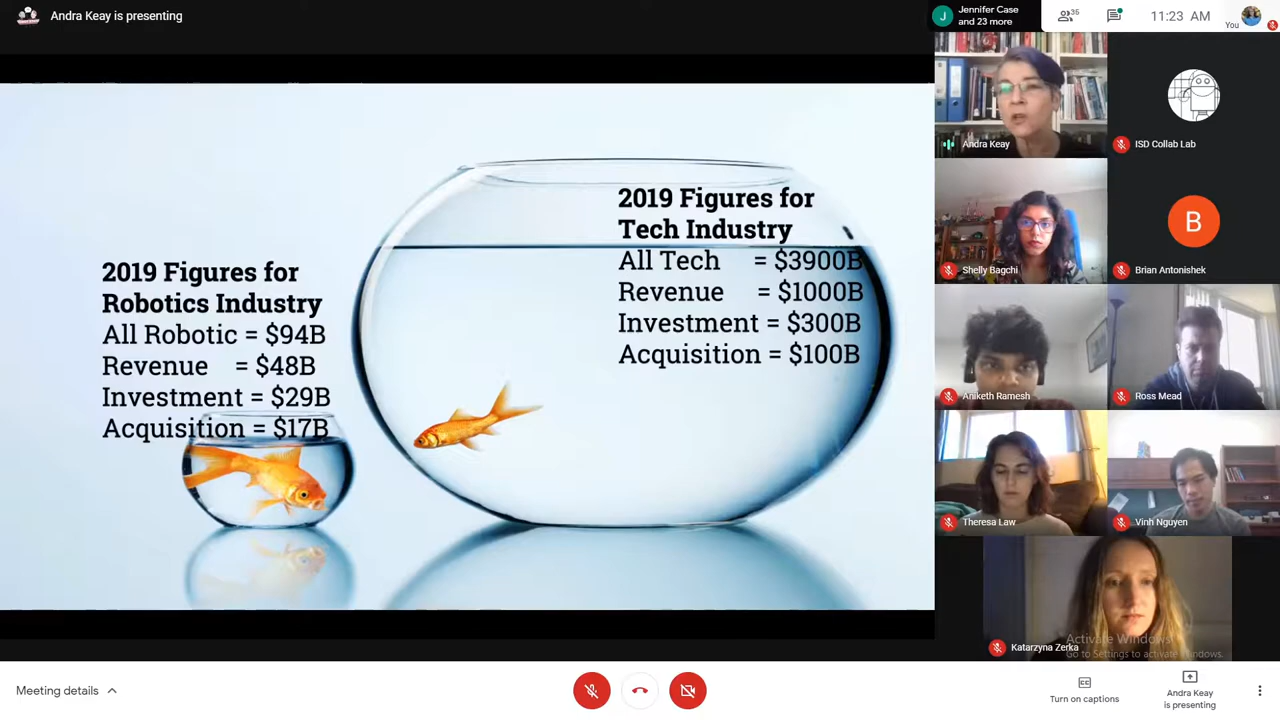 Andra Keay is presenting
Jennifer Case
and 23 more
35
11:23 AM
You
2019 Figures for
Robotics Industry
All Robotic = $94B
Revenue = $48B
Investment = $29B
Acquisition = $17B
2019 Figures for
Tech Industry
All Tech = $3900B
Revenue = $1000B
Investment = $300B
Acquisition = $100B
J
Andra Keay
ISD Collab Lab
Shelly Bagchi
B
Brian Antonishek
Aniketh Ramesh
Ross Mead
Theresa Law
Vinh Nguyen
Katarzyna Zerka
Activate Windows
Go to Settings to activate Windows.
Meeting details
CC
Turn on captions
Andra Keay
is presenting